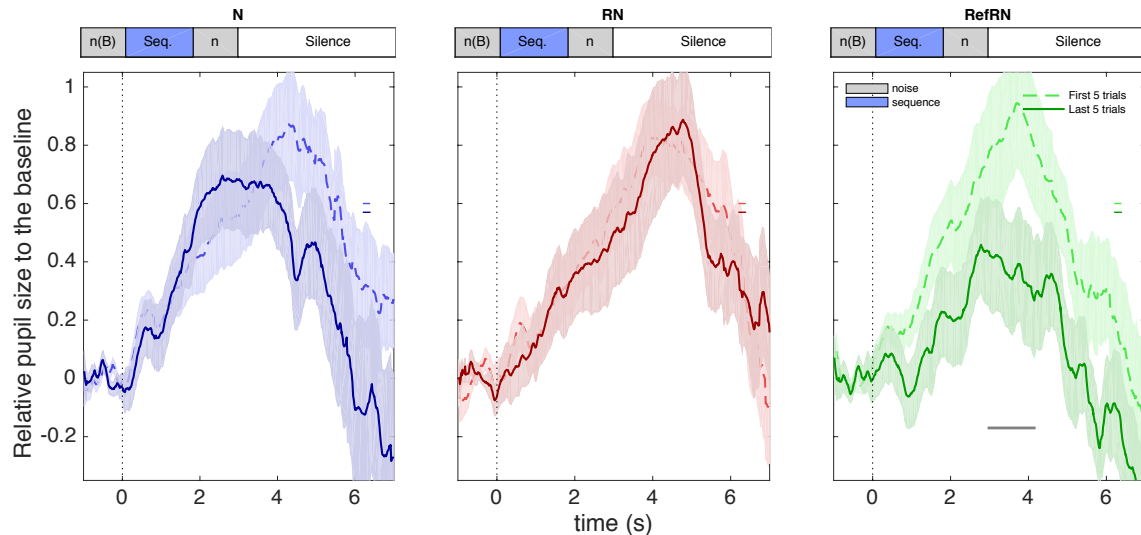 N
RN
RefRN
n(B) Seq. n Silence
n(B) Seq. n Silence
n(B) Seq. n Silence
noise
sequence
First 5 trials
Last 5 trials
Relative pupil size to the baseline
1
0.8
0.6
0.4
0.2
0
-0.2
0 2 4 6
0 2 4 6
0 2 4 6
time (s)